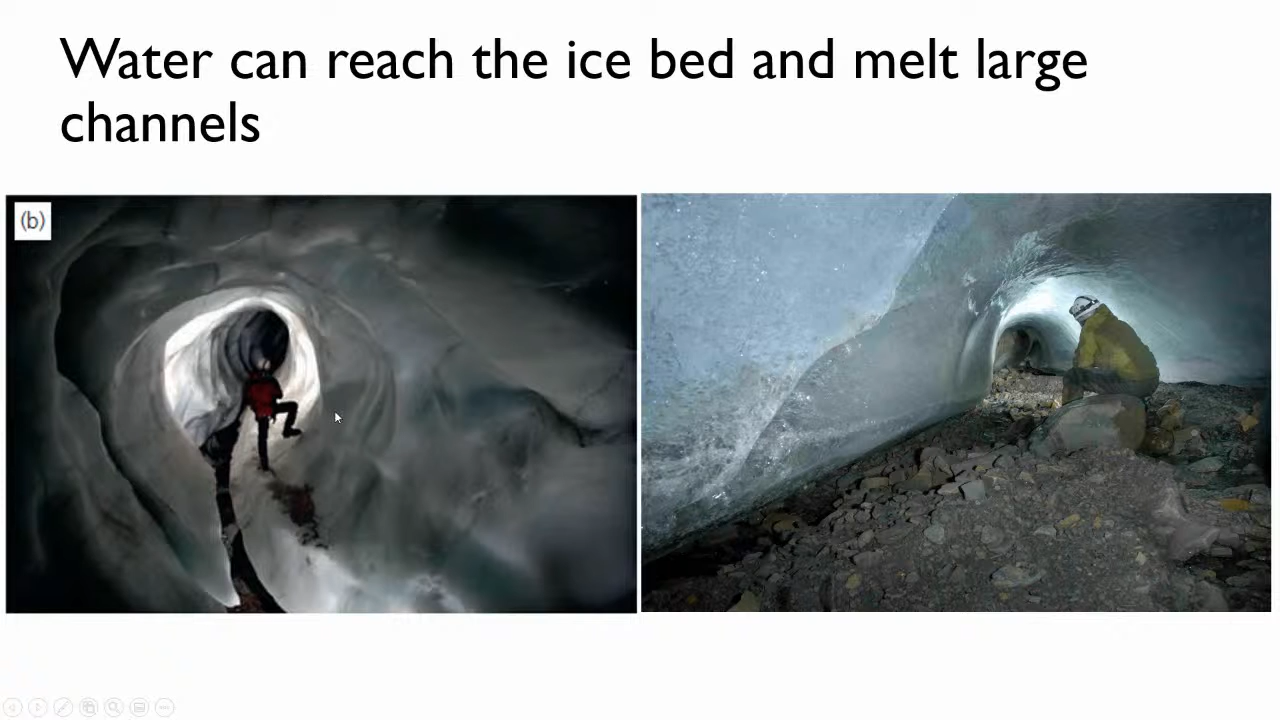 Water can reach the ice bed and melt large
channels
(b)